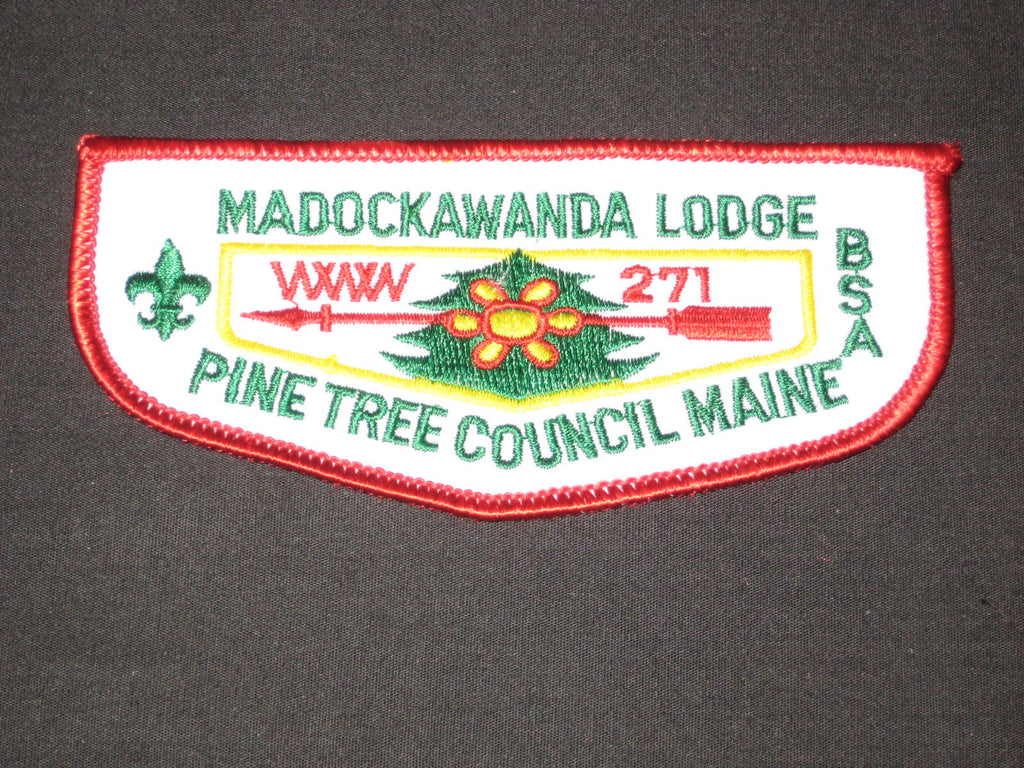 MADOCKAWANDA LODGE
BSA
WWW 271
PINE TREE COUNCIL MAINE